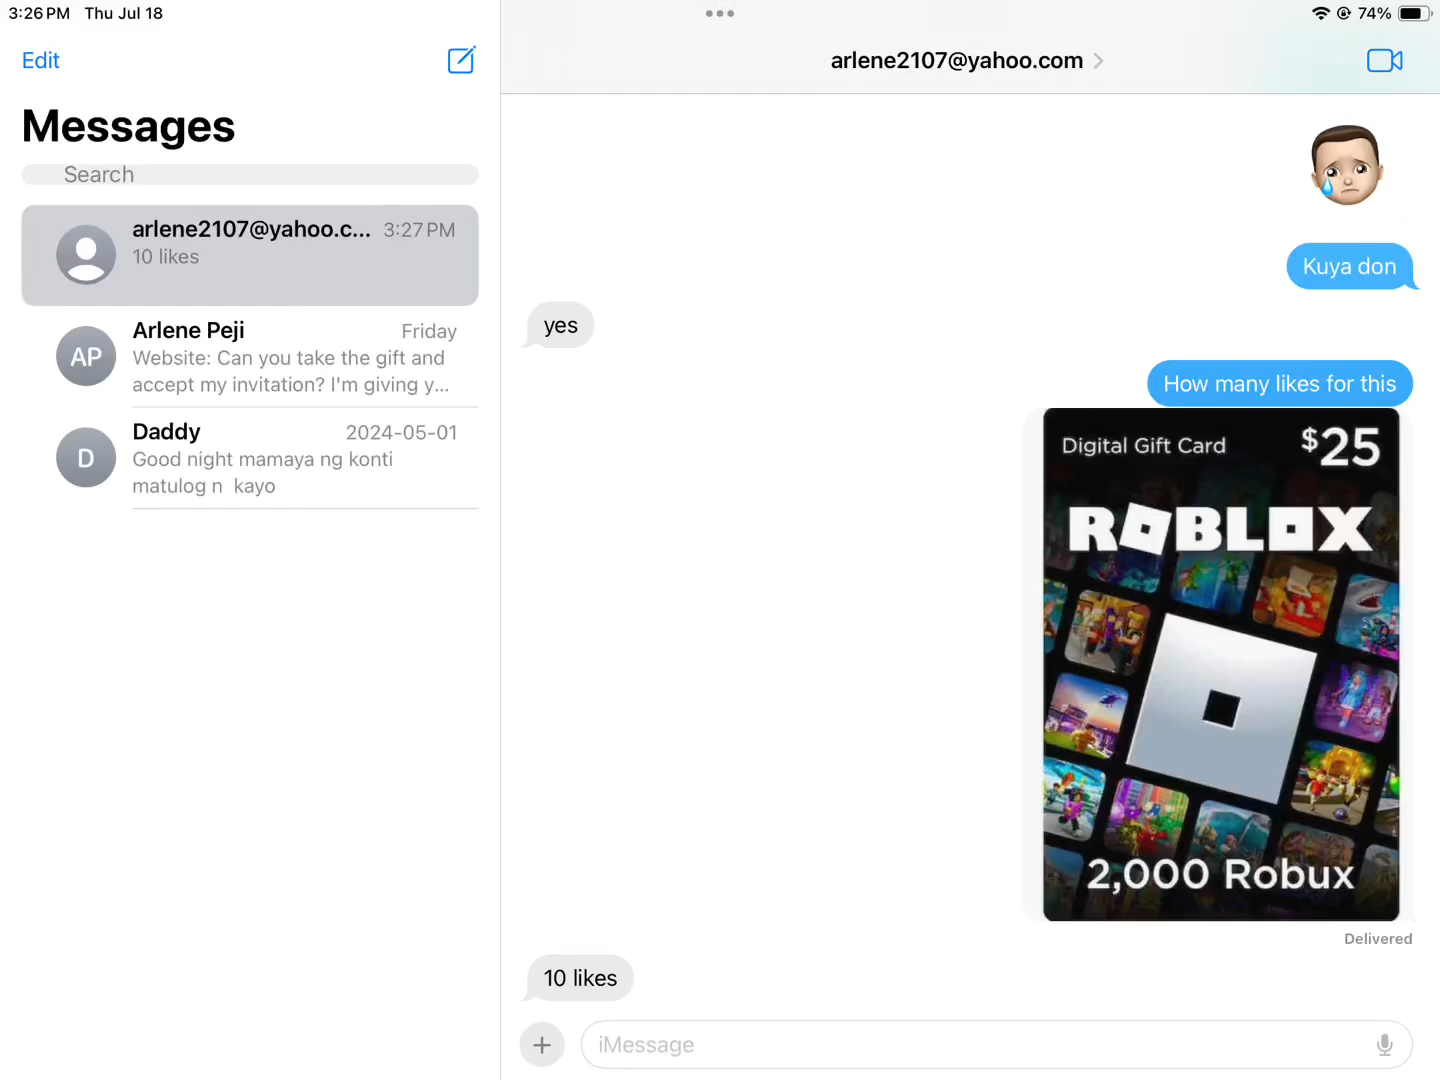 3:26 PM Thu Jul 18
74%
Edit
Messages
Search
arlene2107@yahoo.c... 3:27 PM
10 likes
AP
Arlene Peji Friday
Website: Can you take the gift and
accept my invitation? I'm giving y...
D
Daddy 2024-05-01
Good night mamaya ng konti
matulog n kayo
arlene2107@yahoo.com
Kuya don
yes
How many likes for this
Digital Gift Card $25
ROBLOX
2,000 Robux
Delivered
10 likes
iMessage